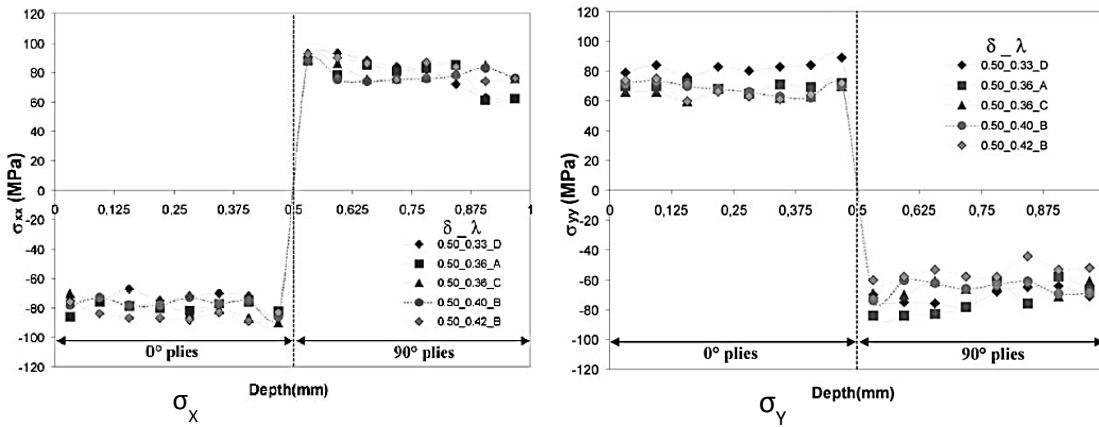 120
100
80
60
40
20
0
-20
-40
-60
-80
-100
-120
σxx (MPa)
0 0,125 0,25 0,375 0,5 0,625 0,75 0,875 1
δ_λ
0.50_0.33_D
0.50_0.36_A
0.50_0.36_C
0.50_0.40_B
0.50_0.42_B
0° plies 90° plies
Depth(mm)
σX
120
100
80
60
40
20
0
-20
-40
-60
-80
-100
-120
σyy (MPa)
0 0,125 0,25 0,375 0,5 0,625 0,75 0,875
δ_λ
0.50_0.33_D
0.50_0.36_A
0.50_0.36_C
0.50_0.40_B
0.50_0.42_B
0° plies 90° plies
Depth(mm)
σY